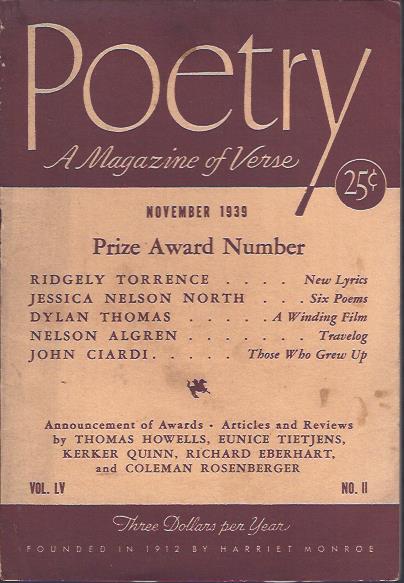 Poetry
A Magazine of Verse
25¢
NOVEMBER 1939
Prize Award Number
RIDGELY TORRENCE . . . . New Lyrics
JESSICA NELSON NORTH . . . Six Poems
DYLAN THOMAS . . . . . A Winding Film
NELSON ALGREN . . . . . . . Travelog
JOHN CIARDI. . . . . Those Who Grew Up
Announcement of Awards · Articles and Reviews
by THOMAS HOWELLS, EUNICE TIETJENS,
KERKER QUINN, RICHARD EBERHART,
and COLEMAN ROSENBERGER
VOL. LV NO. II
Three Dollars per Year
FOUNDED IN 1912 BY HARRIET MONROE